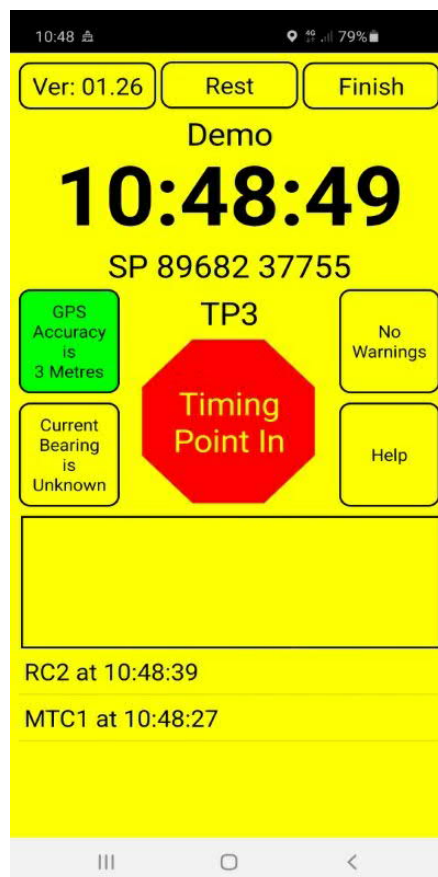 10:48 79%
Ver: 01.26 Rest Finish
Demo
10:48:49
SP 89682 37755
TP3
GPS
Accuracy
is
3 Metres
No
Warnings
Timing
Point In
Current
Bearing
is
Unknown
Help
RC2 at 10:48:39
MTC1 at 10:48:27